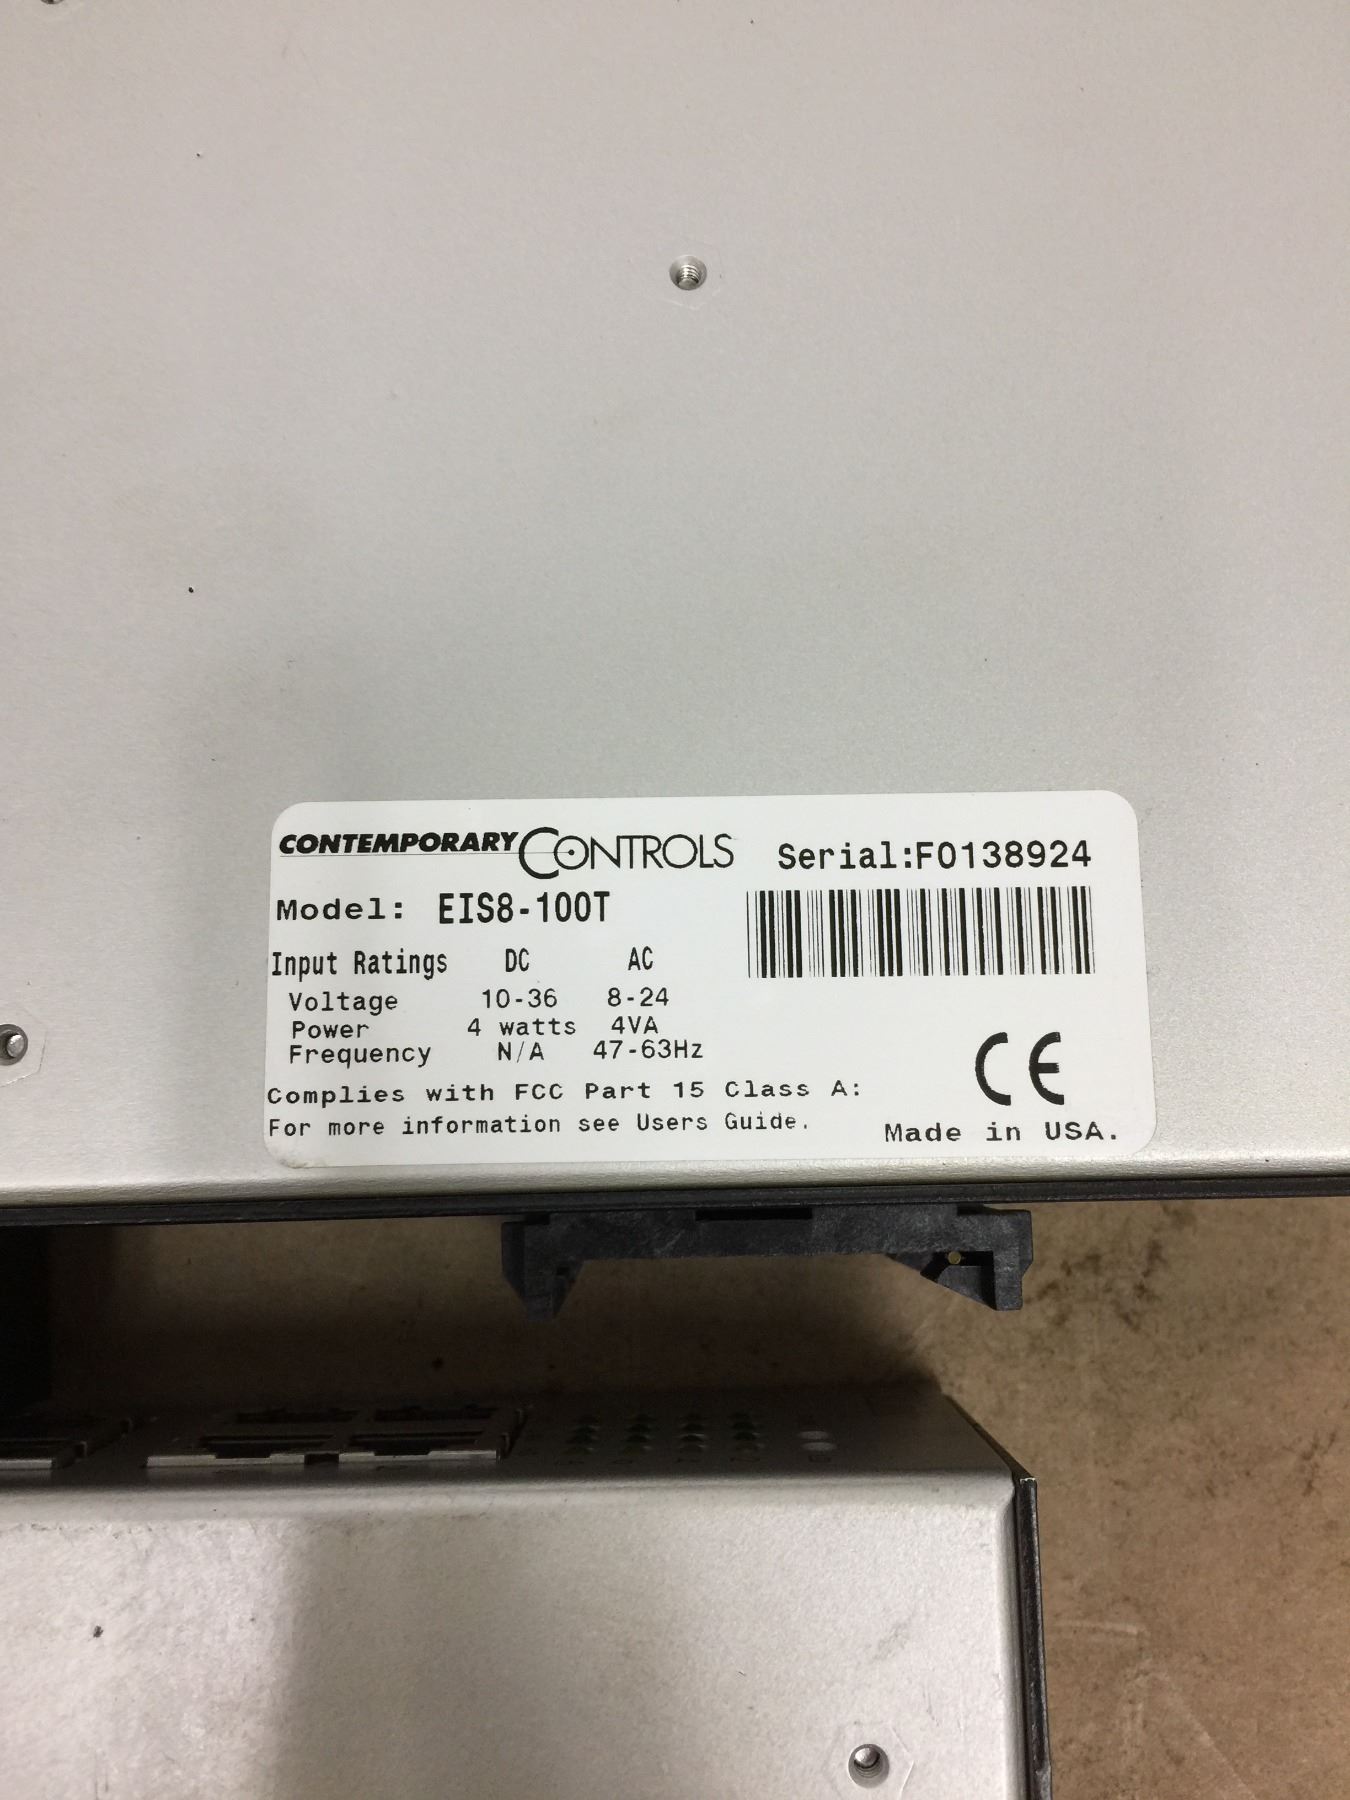 CONTEMPORARY CONTROLS
Serial:F0138924
Model: EIS8-100T
Input Ratings DC AC
Voltage 10-36 8-24
Power 4 watts 4VA
Frequency N/A 47-63Hz
Complies with FCC Part 15 Class A:
For more information see Users Guide.
CE
Made in USA.